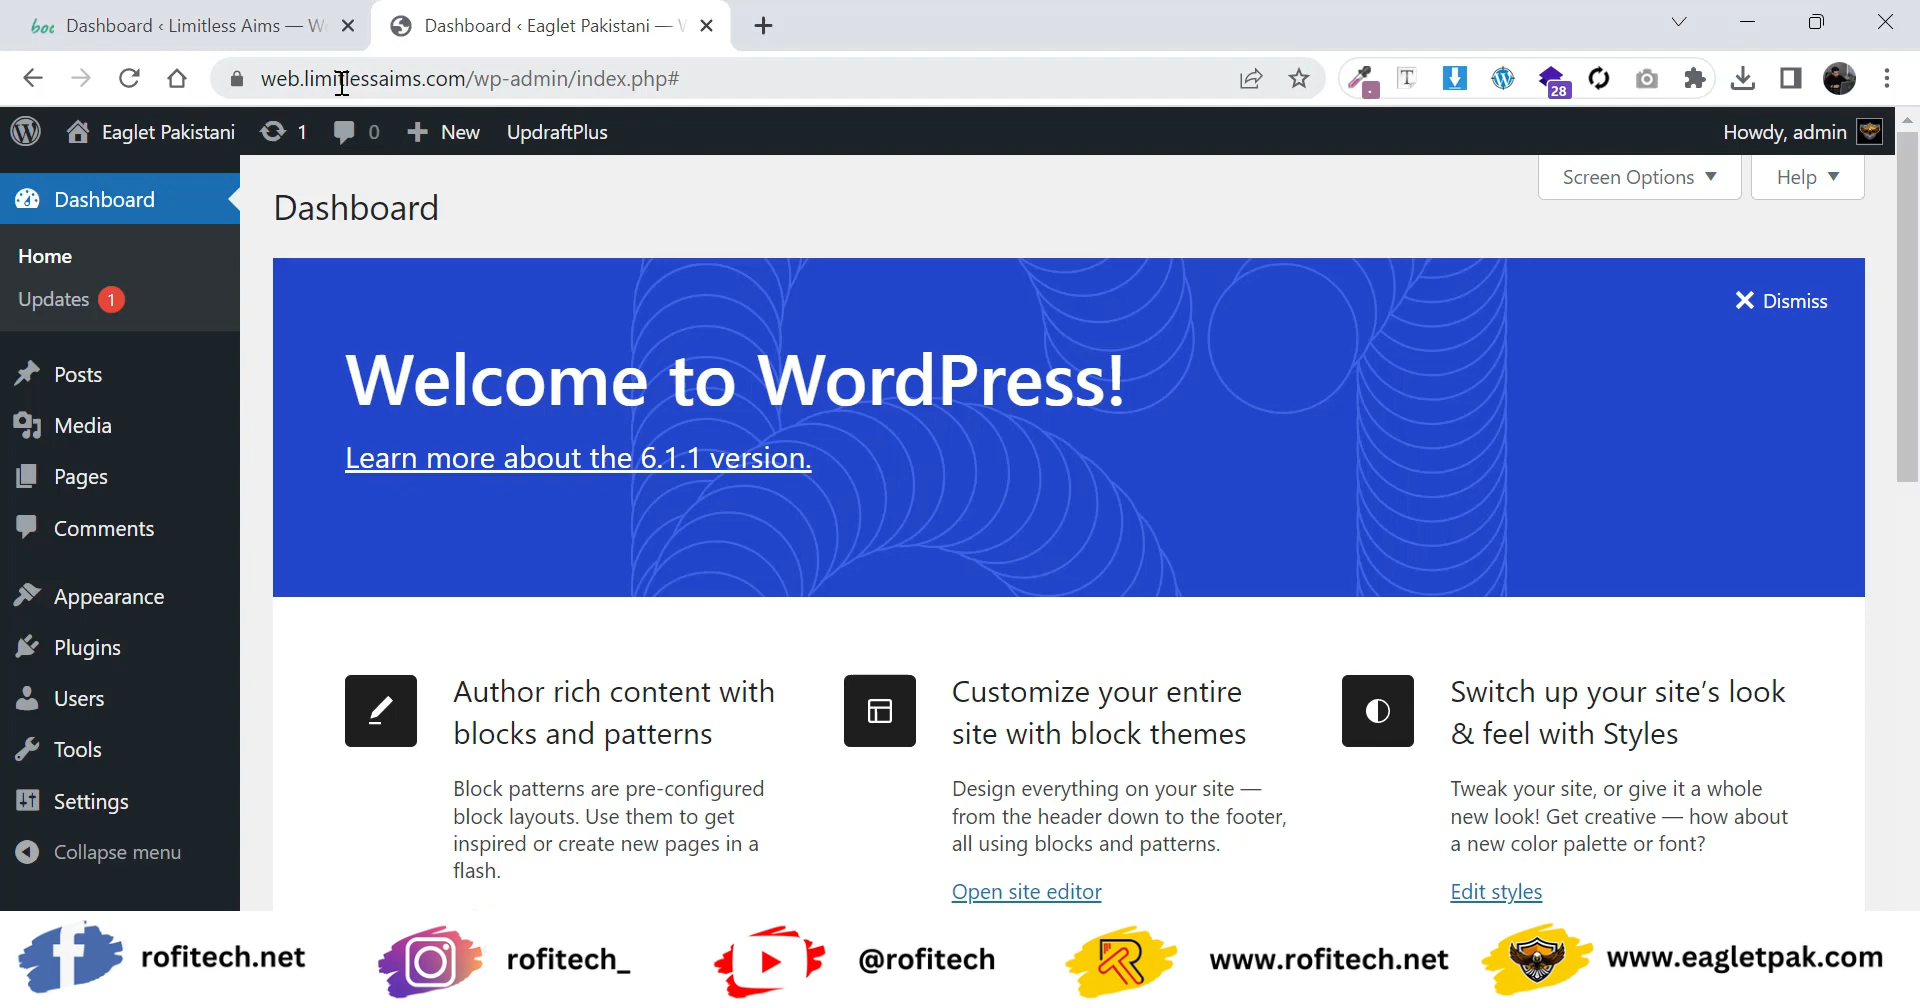 boc Dashboard ‹ Limitless Aims — W
Dashboard ‹ Eaglet Pakistani —
web.limitlessaims.com/wp-admin/index.php#
28
Eaglet Pakistani 1 0 New UpdraftPlus
Howdy, admin
Dashboard
Home
Updates 1
Posts
Media
Pages
Comments
Appearance
Plugins
Users
Tools
Settings
Collapse menu
Screen Options ▼
Help ▼
Dashboard
Dismiss
Welcome to WordPress!
Learn more about the 6.1.1 version.
Author rich content with
blocks and patterns
Block patterns are pre-configured
block layouts. Use them to get
inspired or create new pages in a
flash.
Customize your entire
site with block themes
Design everything on your site —
from the header down to the footer,
all using blocks and patterns.
Open site editor
Switch up your site’s look
& feel with Styles
Tweak your site, or give it a whole
new look! Get creative — how about
a new color palette or font?
Edit styles
rofitech.net
rofitech_
@rofitech
www.rofitech.net
www.eagletpak.com